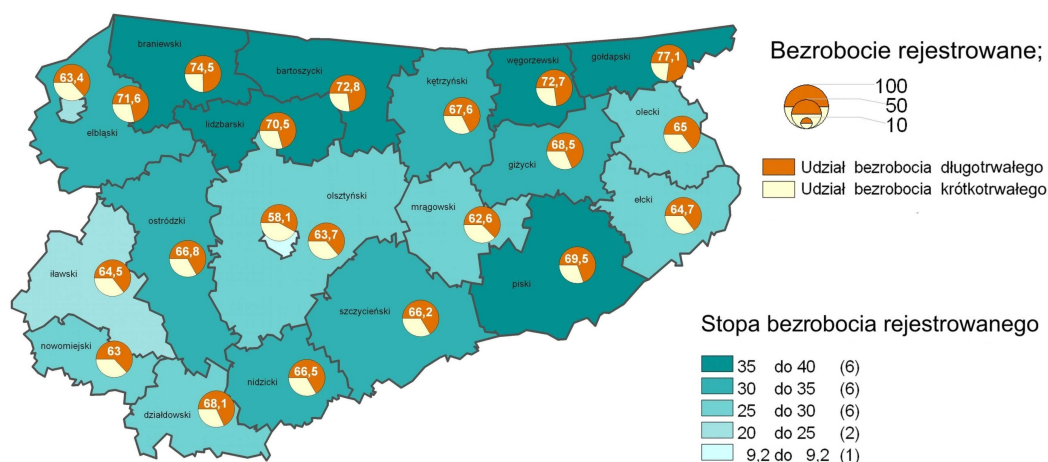 braniewski
74,5
bartoszycki
72,8
węgorzewski
72,7
gołdapski
77,1
63,4
71,6
elbląski
lidzbarski
70,5
kętrzyński
67,6
giżycki
68,5
olecki
65
ostródzki
66,8
olsztyński
58,1
63,7
mrągowski
62,6
ełcki
64,7
iławski
64,5
szczycieński
66,2
piski
69,5
nowomiejski
63
działdowski
68,1
nidzicki
66,5
Bezrobocie rejestrowane;
100
50
10
Udział bezrobocia długotrwałego
Udział bezrobocia krótkotrwałego
Stopa bezrobocia rejestrowanego
35 do 40 (6)
30 do 35 (6)
25 do 30 (6)
20 do 25 (2)
9,2 do 9,2 (1)